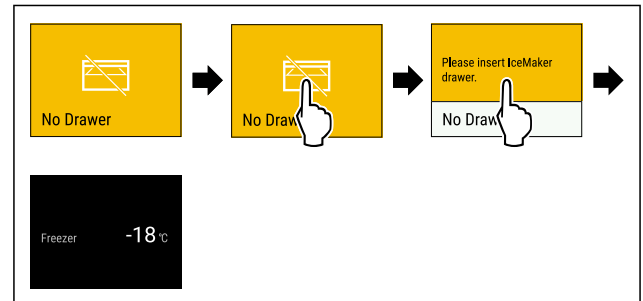 No Drawer
No Draw
Please insert IceMaker
drawer.
No Draw
Freezer -18 °C